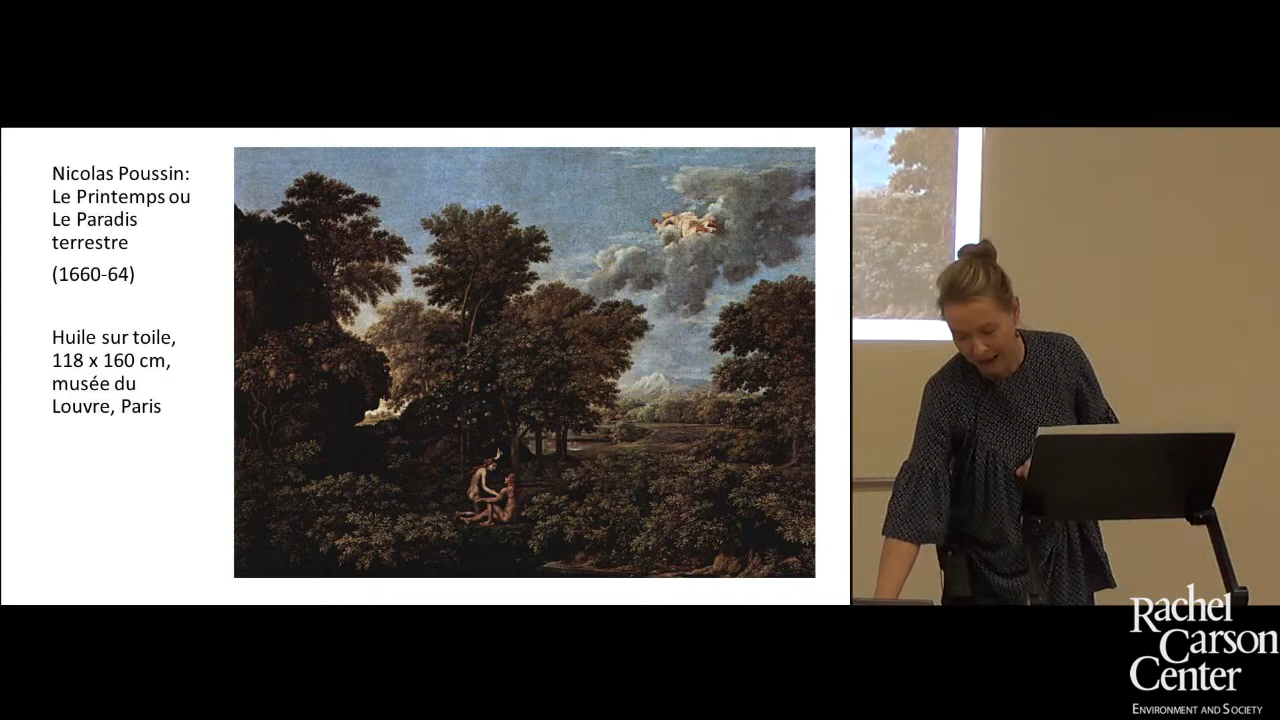 Nicolas Poussin:
Le Printemps ou
Le Paradis
terrestre
(1660-64)
Huile sur toile,
118 x 160 cm,
musée du
Louvre, Paris
Rachel
Carson
Center
ENVIRONMENT AND SOCIETY